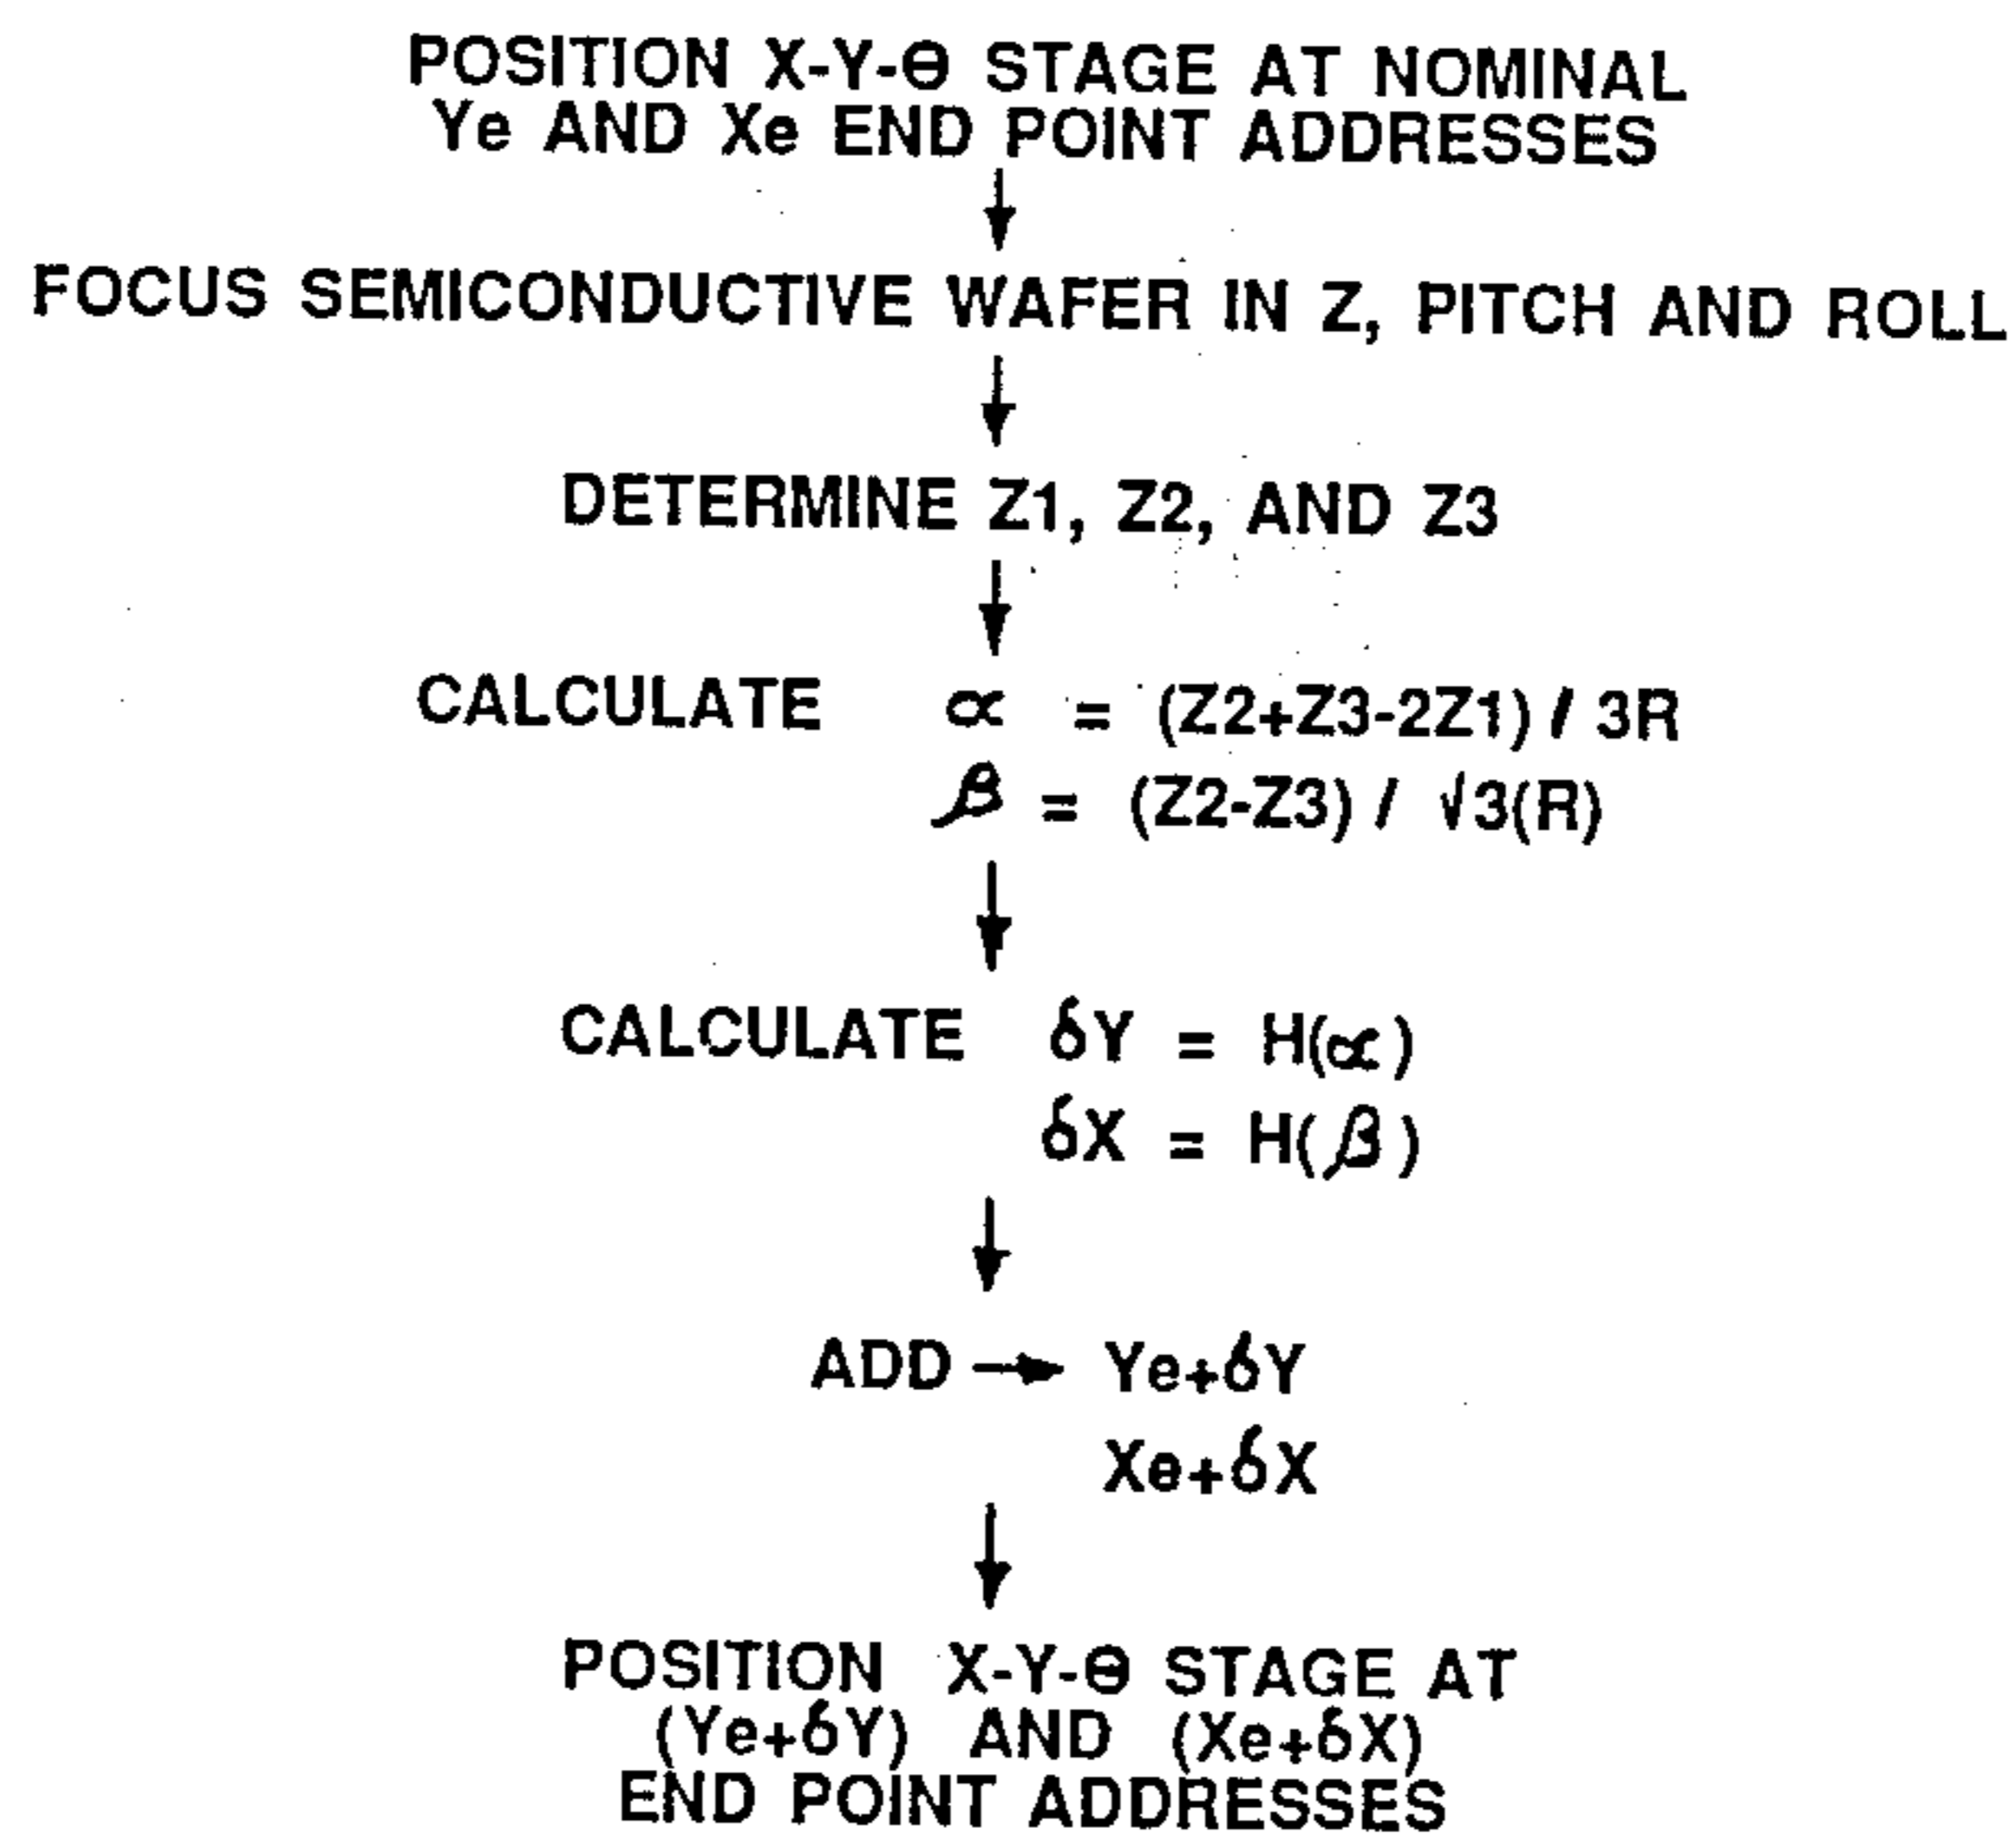 POSITION X-Y-Θ STAGE AT NOMINAL
Ye AND Xe END POINT ADDRESSES
FOCUS SEMICONDUCTIVE WAFER IN Z, PITCH AND ROLL
DETERMINE Z1, Z2, AND Z3
CALCULATE α = (Z2+Z3-2Z1) / 3R
β = (Z2-Z3) / √3(R)
CALCULATE δY = H(α)
δX = H(β)
ADD → Ye+δY
Xe+δX
POSITION X-Y-Θ STAGE AT
(Ye+δY) AND (Xe+δX)
END POINT ADDRESSES